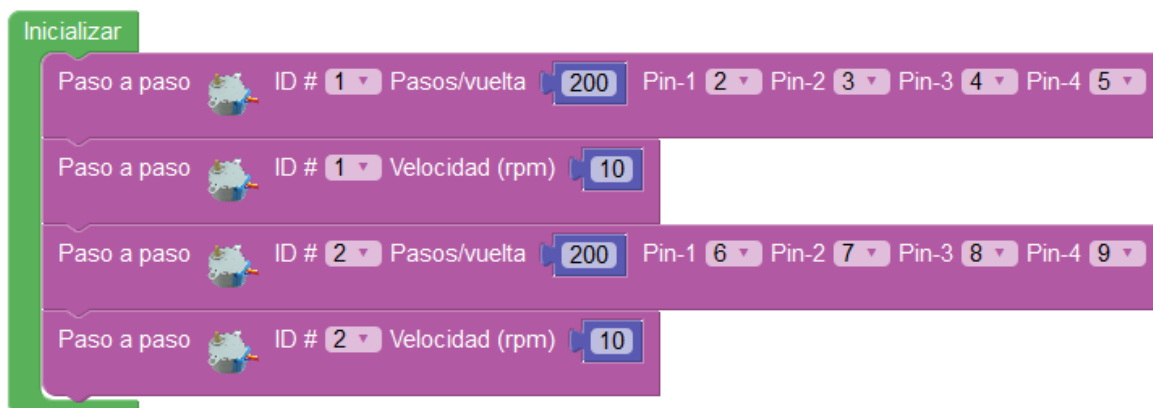 Inicializar
Paso a paso ID # 1 Pasos/vuelta 200 Pin-1 2 Pin-2 3 Pin-3 4 Pin-4 5
Paso a paso ID # 1 Velocidad (rpm) 10
Paso a paso ID # 2 Pasos/vuelta 200 Pin-1 6 Pin-2 7 Pin-3 8 Pin-4 9
Paso a paso ID # 2 Velocidad (rpm) 10